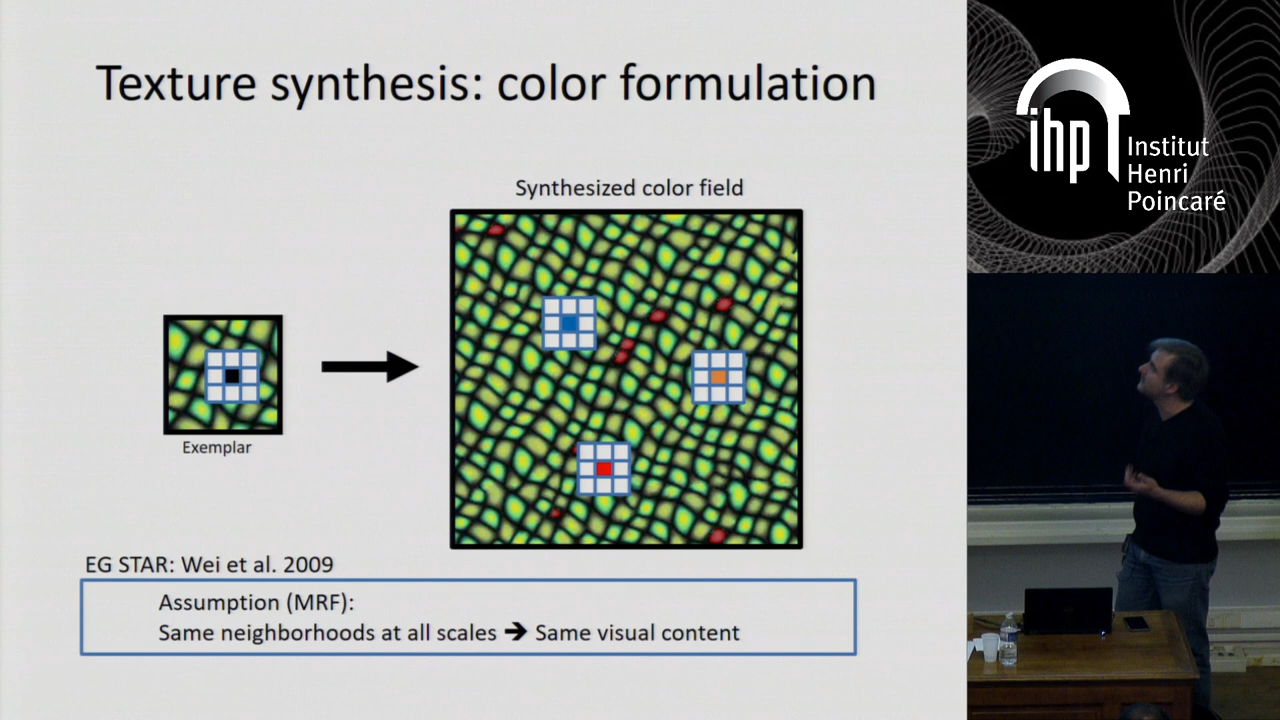 Texture synthesis: color formulation
Synthesized color field
Exemplar
EG STAR: Wei et al. 2009
Assumption (MRF):
Same neighborhoods at all scales ➔ Same visual content
ihp
Institut
Henri
Poincaré